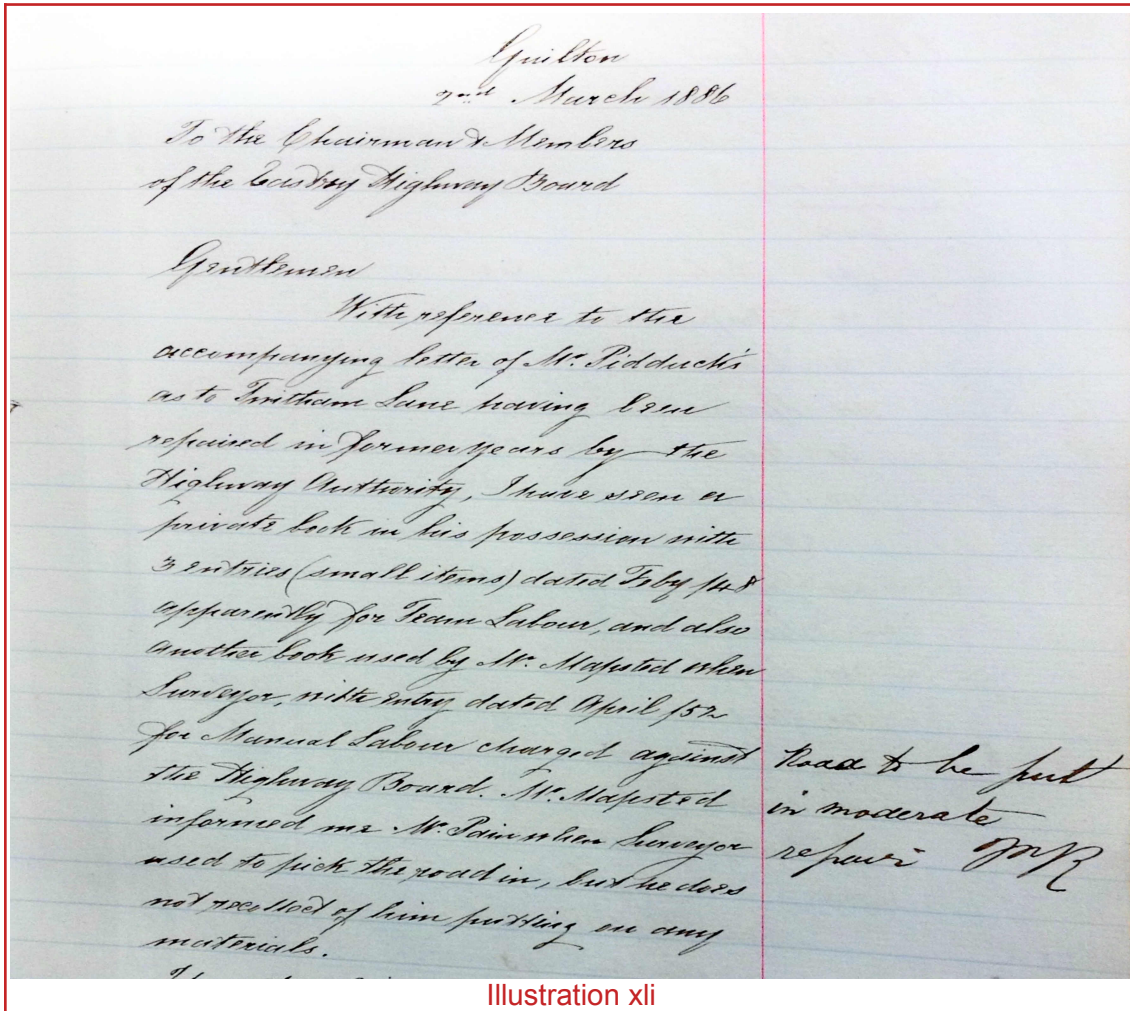 Guilton
2nd March 1886
To the Chairman & Members
of the Eastry Highway Board
Gentlemen
With reference to the
accompanying letter of Mr. Pidduck's
as to Twitham Lane having been
repaired in former years by the
Highway Authority, I have seen a
private book in his possession with
3 entries (small items) dated Feby /48
apparently for Team Labour, and also
another book used by Mr. Maxted when
Surveyor, with entry dated April /52
for Manual Labour charged against
the Highway Board. Mr. Maxted
informed me Mr. Pain when Surveyor
used to pick the road in, but he does
not recollect of him putting on any
materials.
Road to be put
in moderate
repair
Illustration xli